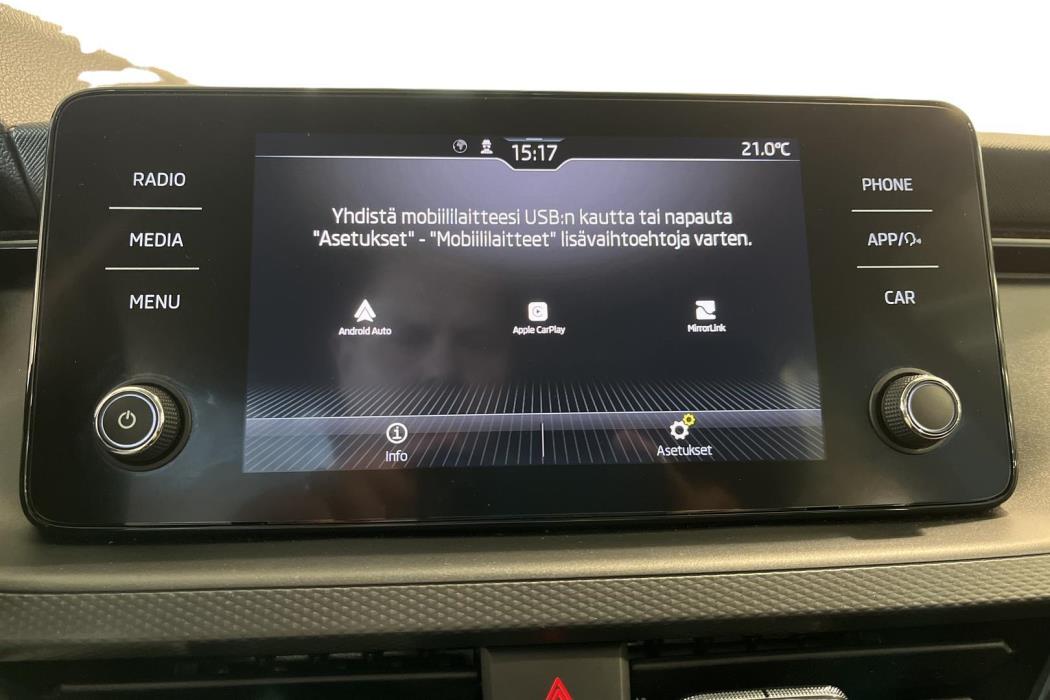 15:17
21.0°C
RADIO
MEDIA
MENU
Yhdistä mobiililaitteesi USB:n kautta tai napauta
"Asetukset" - "Mobiililaitteet" lisävaihtoehtoja varten.
Android Auto
Apple CarPlay
MirrorLink
Info
Asetukset
PHONE
APP/
CAR